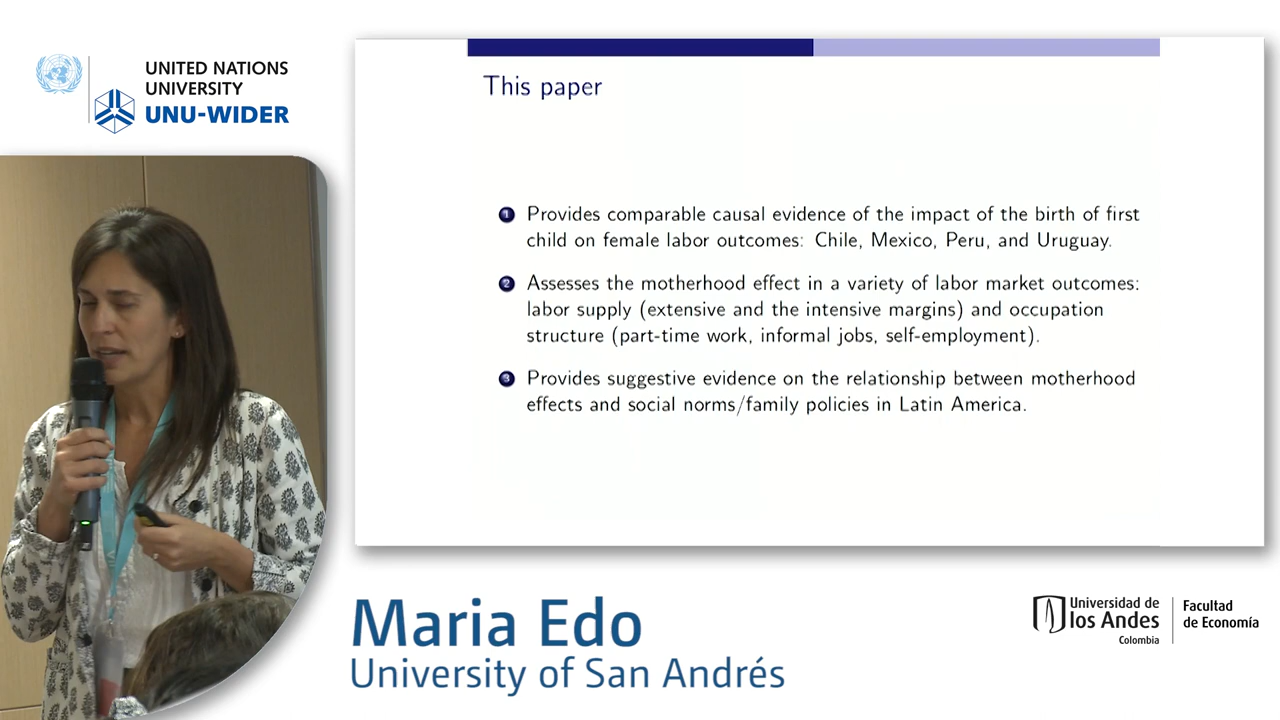 UNITED NATIONS
UNIVERSITY
UNU-WIDER
This paper
1 Provides comparable causal evidence of the impact of the birth of first
child on female labor outcomes: Chile, Mexico, Peru, and Uruguay.
2 Assesses the motherhood effect in a variety of labor market outcomes:
labor supply (extensive and the intensive margins) and occupation
structure (part-time work, informal jobs, self-employment).
3 Provides suggestive evidence on the relationship between motherhood
effects and social norms/family policies in Latin America.
Maria Edo
University of San Andrés
Universidad de
los Andes
Colombia
Facultad
de Economía